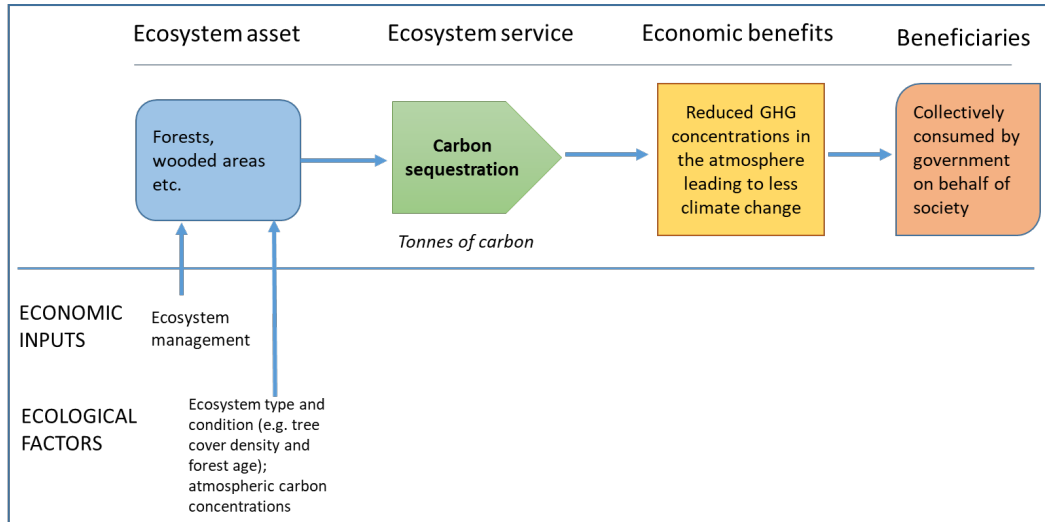 Ecosystem asset
Ecosystem service
Economic benefits
Beneficiaries
Forests,
wooded areas
etc.
Carbon
sequestration
Tonnes of carbon
Reduced GHG
concentrations in
the atmosphere
leading to less
climate change
Collectively
consumed by
government
on behalf of
society
ECONOMIC
INPUTS
Ecosystem
management
ECOLOGICAL
FACTORS
Ecosystem type and
condition (e.g. tree
cover density and
forest age);
atmospheric carbon
concentrations